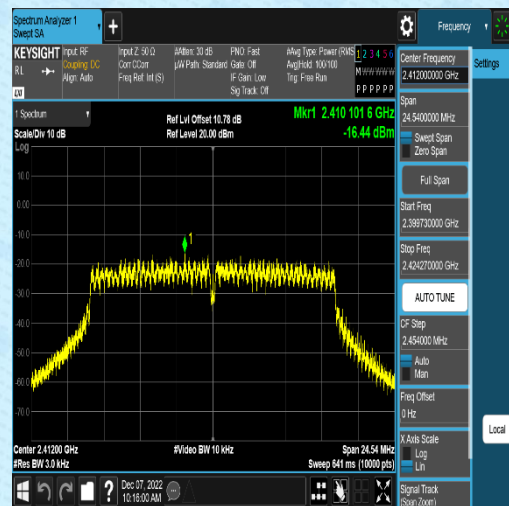 Spectrum Analyzer 1
Swept SA
+
Frequency
KEYSIGHT
RL
LXI
Input: RF
Coupling: DC
Align: Auto
Input Z: 50 Ω
Corr CCorr
Freq Ref: Int (S)
#Atten: 30 dB
µW Path: Standard
PNO: Fast
Gate: Off
IF Gain: Low
Sig Track: Off
#Avg Type: Power (RMS
Avg|Hold: 100/100
Trig: Free Run
1 2 3 4 5 6
M W W W W W
P P P P P P
1 Spectrum
Scale/Div 10 dB
Log
Ref Lvl Offset 10.78 dB
Ref Level 20.00 dBm
Mkr1 2.410 101 6 GHz
-16.44 dBm
10.0
0.00
-10.0
-20.0
-30.0
-40.0
-50.0
-60.0
-70.0
1
Center 2.41200 GHz
#Res BW 3.0 kHz
#Video BW 10 kHz
Span 24.54 MHz
Sweep 641 ms (10000 pts)
?
Dec 07, 2022
10:16:00 AM
Center Frequency
2.412000000 GHz
Span
24.5400000 MHz
Swept Span
Zero Span
Full Span
Start Freq
2.399730000 GHz
Stop Freq
2.424270000 GHz
AUTO TUNE
CF Step
2.454000 MHz
Auto
Man
Freq Offset
0 Hz
X Axis Scale
Log
Lin
Signal Track
(Span Zoom)
Settings
Local